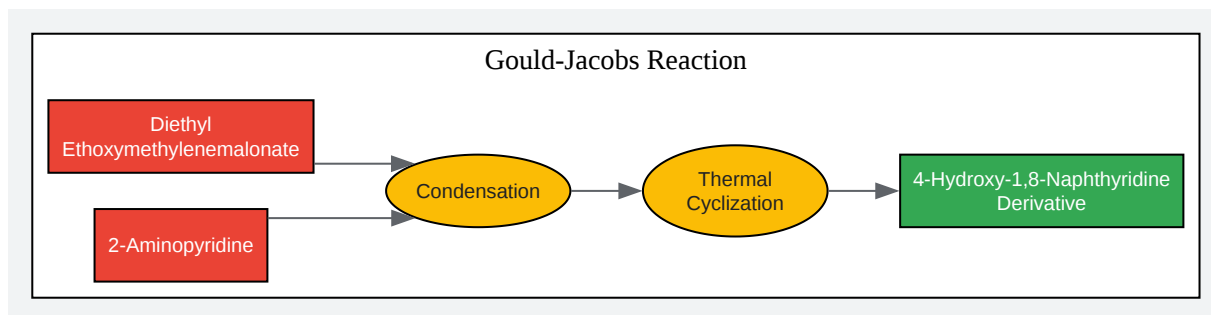 Gould-Jacobs Reaction
Diethyl
Ethoxymethylenemalonate
2-Aminopyridine
Condensation
Thermal
Cyclization
4-Hydroxy-1,8-Naphthyridine
Derivative